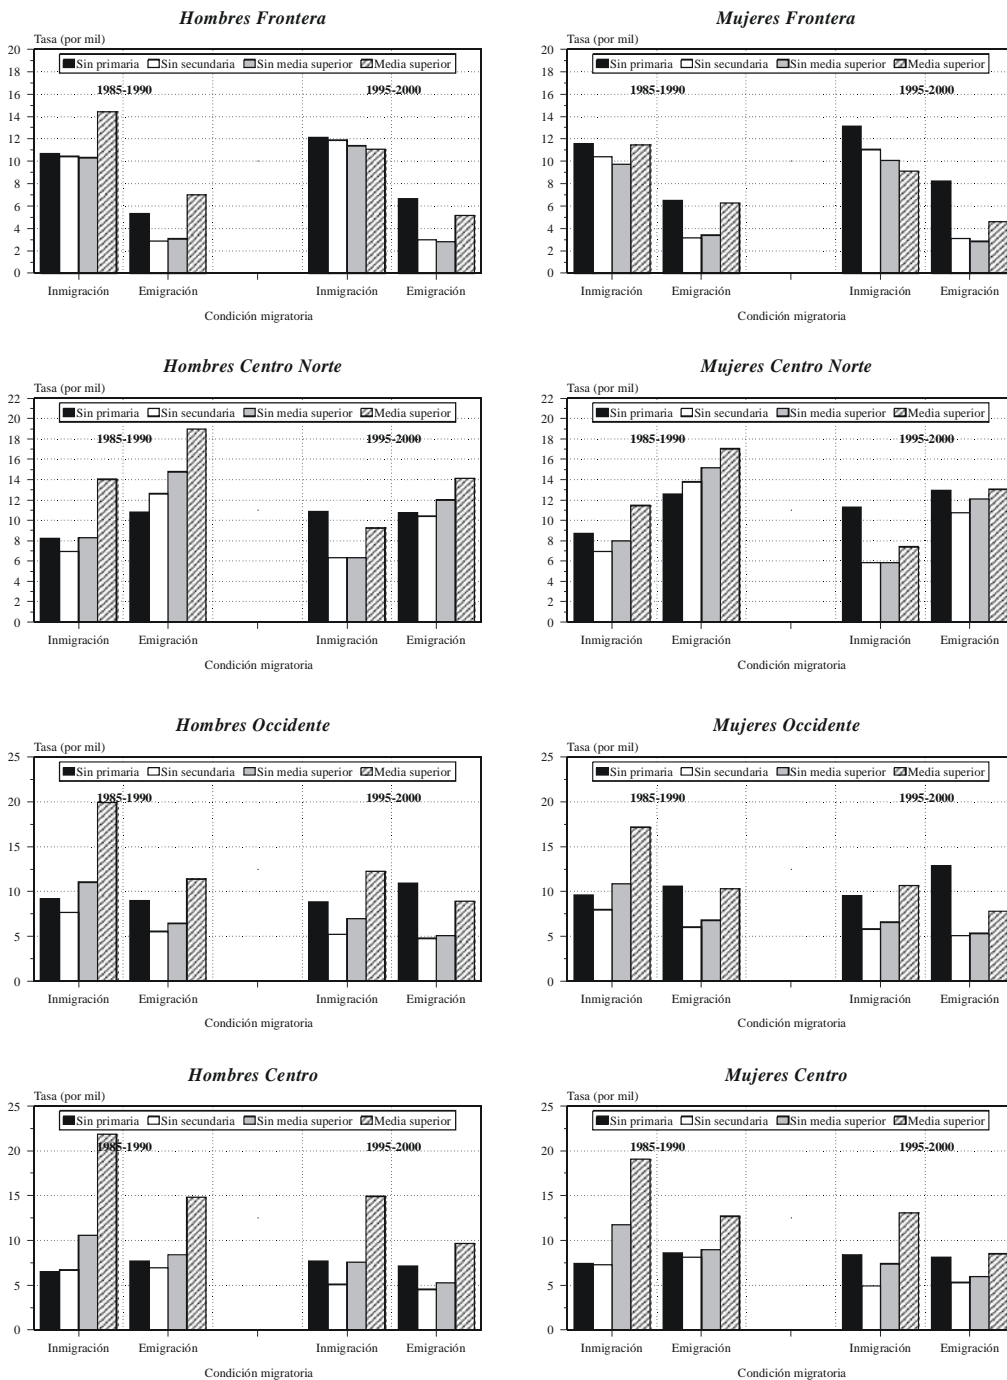 Hombres Frontera
Tasa (por mil)
20
18
16
14
12
10
8
6
4
2
0
Sin primaria Sin secundaria Sin media superior Media superior
1985-1990 1995-2000
Inmigración Emigración Inmigración Emigración
Condición migratoria
Mujeres Frontera
Tasa (por mil)
20
18
16
14
12
10
8
6
4
2
0
Sin primaria Sin secundaria Sin media superior Media superior
1985-1990 1995-2000
Inmigración Emigración Inmigración Emigración
Condición migratoria
Hombres Centro Norte
Tasa (por mil)
22
20
18
16
14
12
10
8
6
4
2
0
Sin primaria Sin secundaria Sin media superior Media superior
1985-1990 1995-2000
Inmigración Emigración Inmigración Emigración
Condición migratoria
Mujeres Centro Norte
Tasa (por mil)
22
20
18
16
14
12
10
8
6
4
2
0
Sin primaria Sin secundaria Sin media superior Media superior
1985-1990 1995-2000
Inmigración Emigración Inmigración Emigración
Condición migratoria
Hombres Occidente
Tasa (por mil)
25
20
15
10
5
0
Sin primaria Sin secundaria Sin media superior Media superior
1985-1990 1995-2000
Inmigración Emigración Inmigración Emigración
Condición migratoria
Mujeres Occidente
Tasa (por mil)
25
20
15
10
5
0
Sin primaria Sin secundaria Sin media superior Media superior
1985-1990 1995-2000
Inmigración Emigración Inmigración Emigración
Condición migratoria
Hombres Centro
Tasa (por mil)
25
20
15
10
5
0
Sin primaria Sin secundaria Sin media superior Media superior
1985-1990 1995-2000
Inmigración Emigración Inmigración Emigración
Condición migratoria
Mujeres Centro
Tasa (por mil)
25
20
15
10
5
0
Sin primaria Sin secundaria Sin media superior Media superior
1985-1990 1995-2000
Inmigración Emigración Inmigración Emigración
Condición migratoria